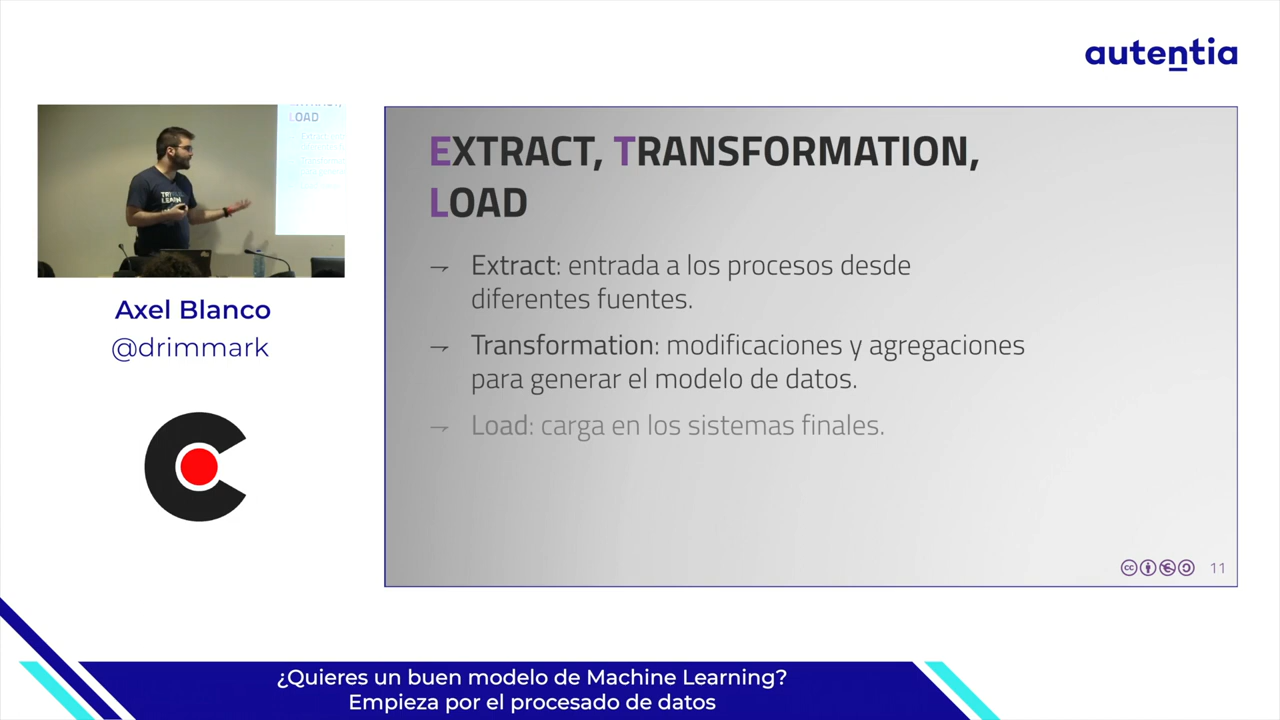 autentia
LOAD
EXTRACT, TRANSFORMATION,
LOAD
→ Extract: entrada a los procesos desde
diferentes fuentes.
→ Transformation: modificaciones y agregaciones
para generar el modelo de datos.
→ Load: carga en los sistemas finales.
11
Axel Blanco
@drimmark
¿Quieres un buen modelo de Machine Learning?
Empieza por el procesado de datos